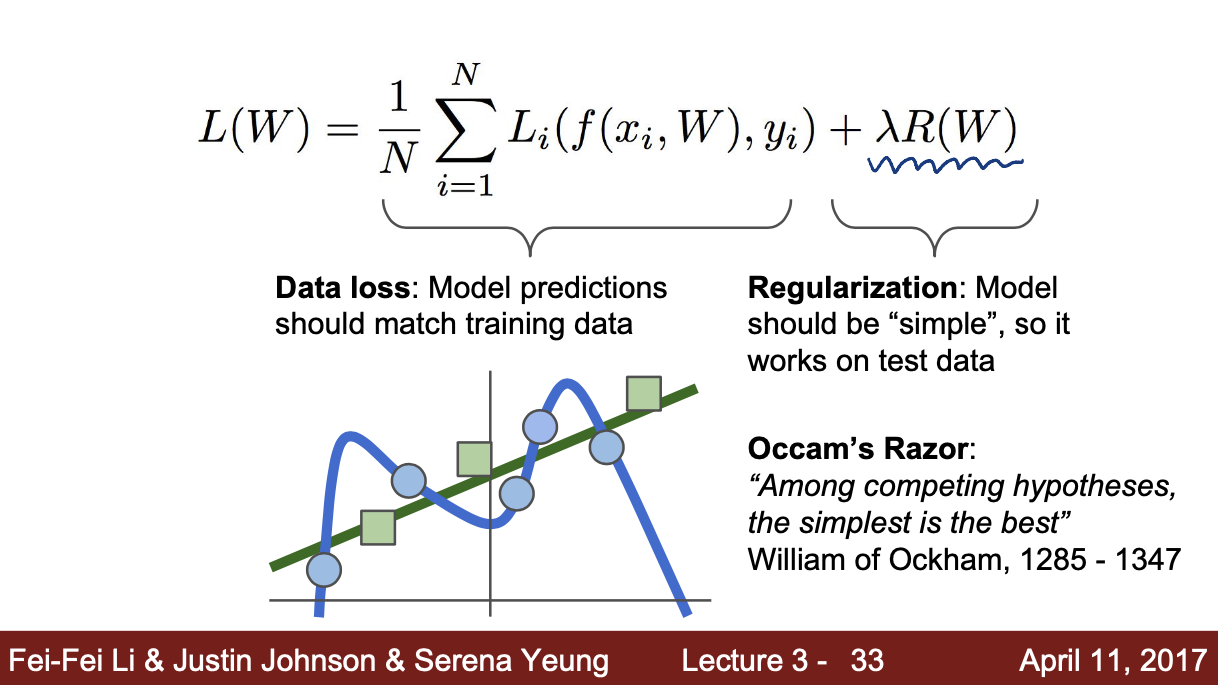 L(W) = \frac{1}{N} \sum_{i=1}^{N} L_i(f(x_i, W), y_i) + λR(W)
Data loss: Model predictions
should match training data
Regularization: Model
should be “simple”, so it
works on test data
Occam’s Razor:
“Among competing hypotheses,
the simplest is the best”
William of Ockham, 1285 - 1347
Fei-Fei Li & Justin Johnson & Serena Yeung Lecture 3 - 33 April 11, 2017